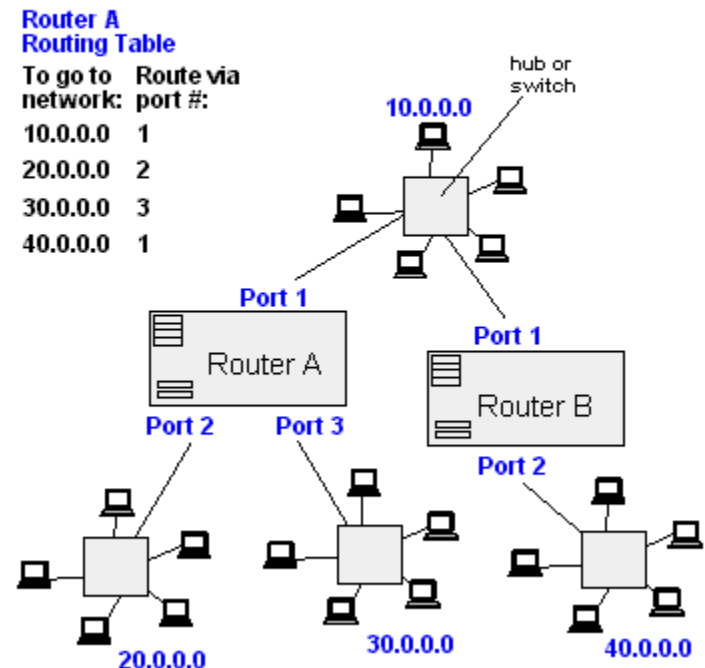 Router A
Routing Table
To go to network: Route via port #:
10.0.0.0 1
20.0.0.0 2
30.0.0.0 3
40.0.0.0 1
hub or
switch
10.0.0.0
Port 1
Router A
Port 2 Port 3
Port 1
Router B
Port 2
20.0.0.0
30.0.0.0
40.0.0.0